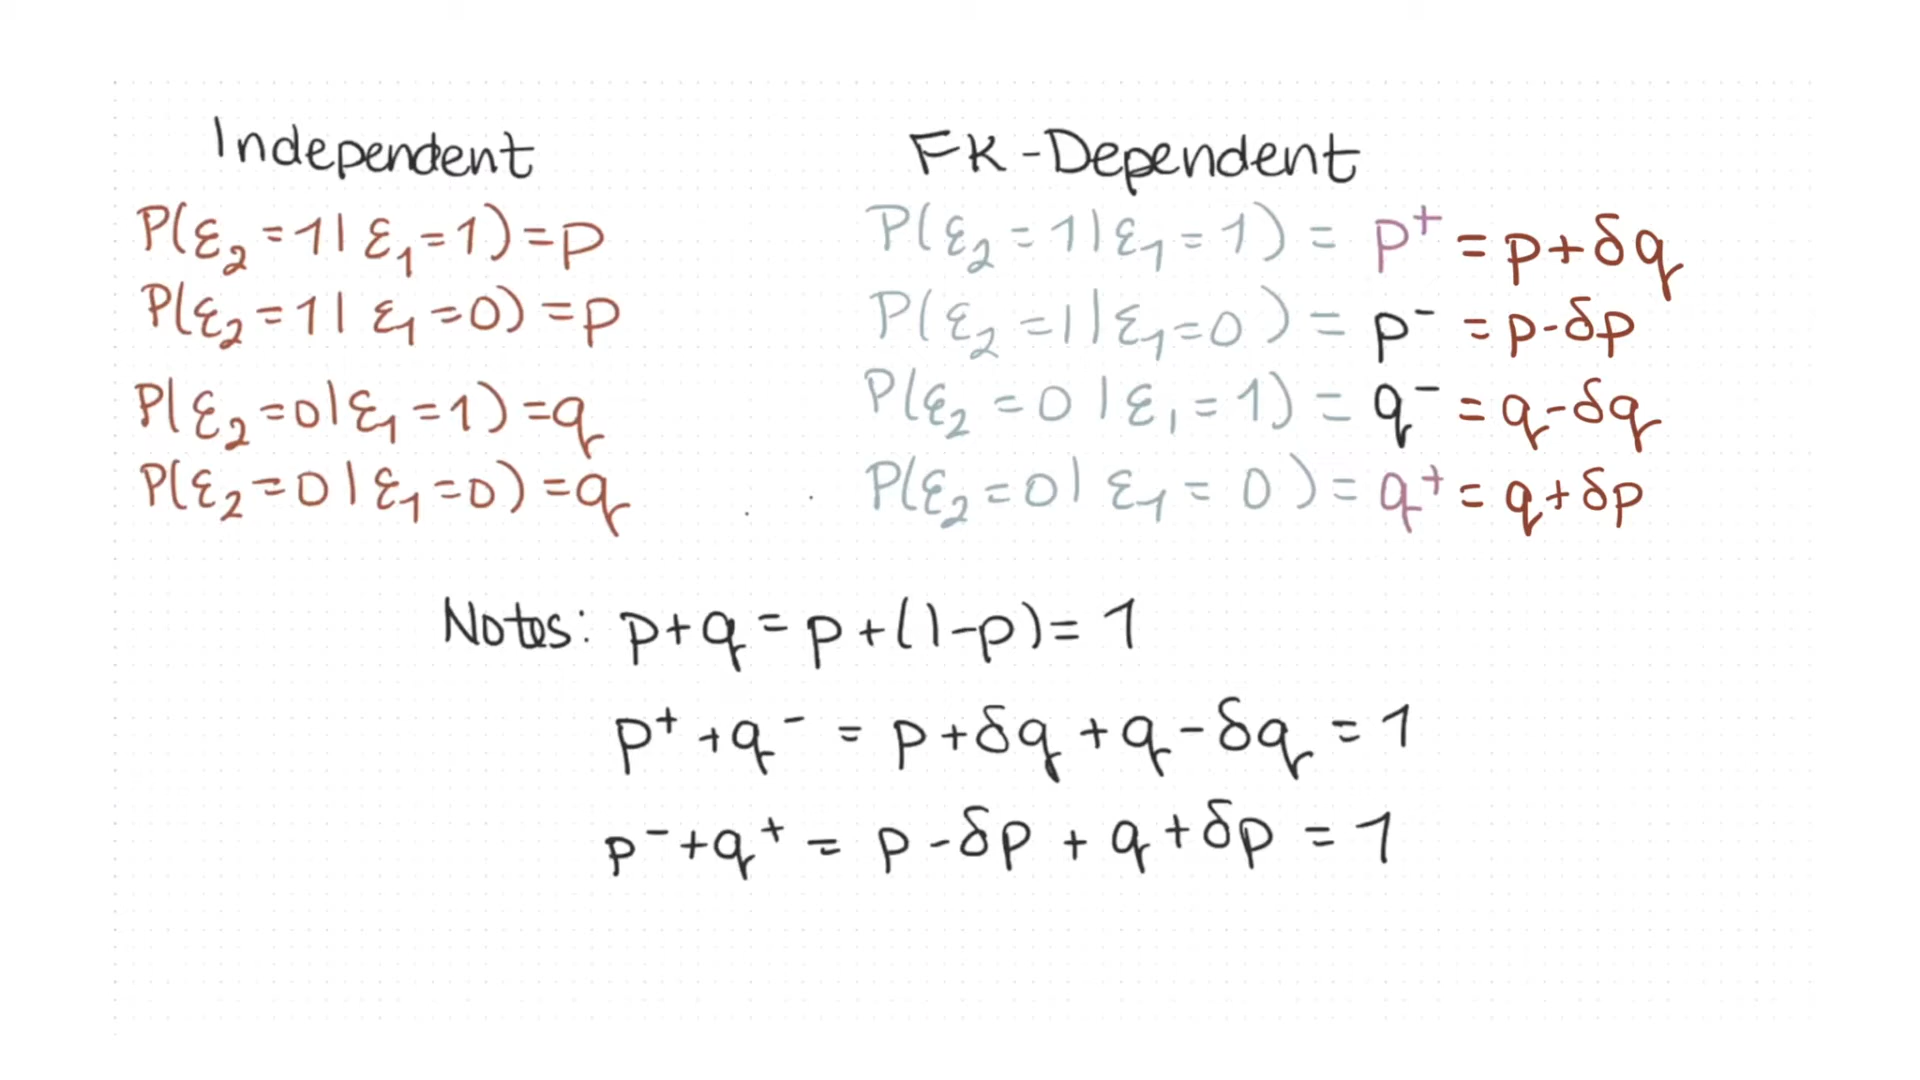 Independent
P(ε₂=1|ε₁=1)=p
P(ε₂=1|ε₁=0)=p
P(ε₂=0|ε₁=1)=q
P(ε₂=0|ε₁=0)=q
FK-Dependent
P(ε₂=1|ε₁=1)=p⁺=p+δq
P(ε₂=1|ε₁=0)=p⁻=p-δp
P(ε₂=0|ε₁=1)=q⁻=q-δq
P(ε₂=0|ε₁=0)=q⁺=q+δp
Notes: p+q=p+(1-p)=1
p⁺+q⁻=p+δq+q-δq=1
p⁻+q⁺=p-δp+q+δp=1